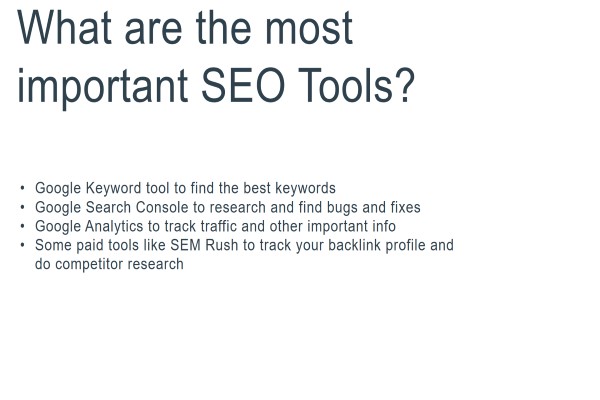 What are the most
important SEO Tools?
• Google Keyword tool to find the best keywords
• Google Search Console to research and find bugs and fixes
• Google Analytics to track traffic and other important info
• Some paid tools like SEM Rush to track your backlink profile and
do competitor research